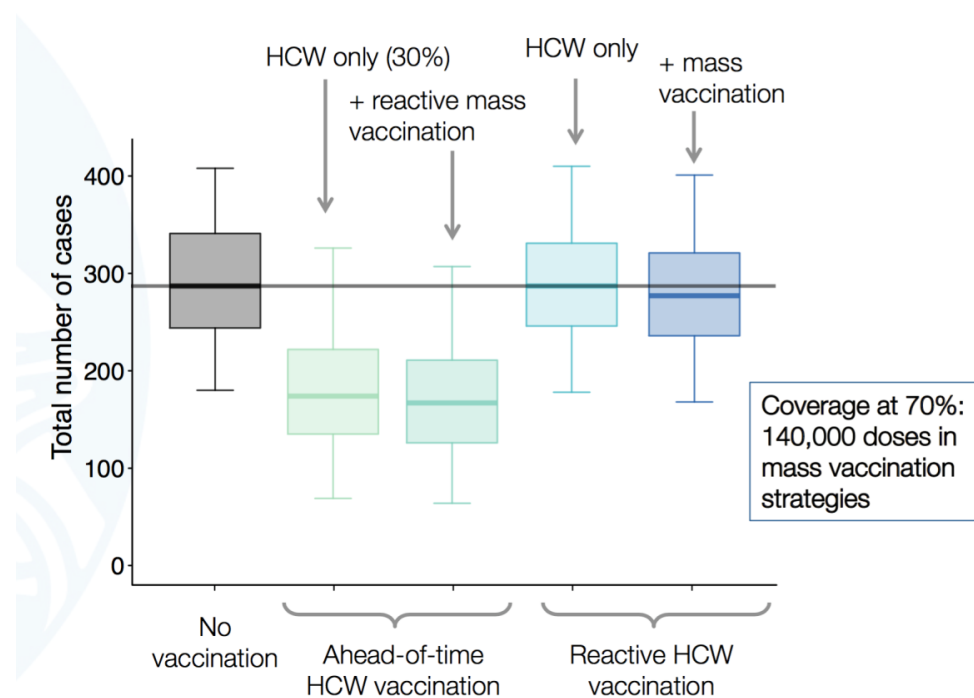 HCW only (30%)
+ reactive mass
vaccination
HCW only
+ mass
vaccination
Total number of cases
400
300
200
100
0
Coverage at 70%:
140,000 doses in
mass vaccination
strategies
No
vaccination
Ahead-of-time
HCW vaccination
Reactive HCW
vaccination